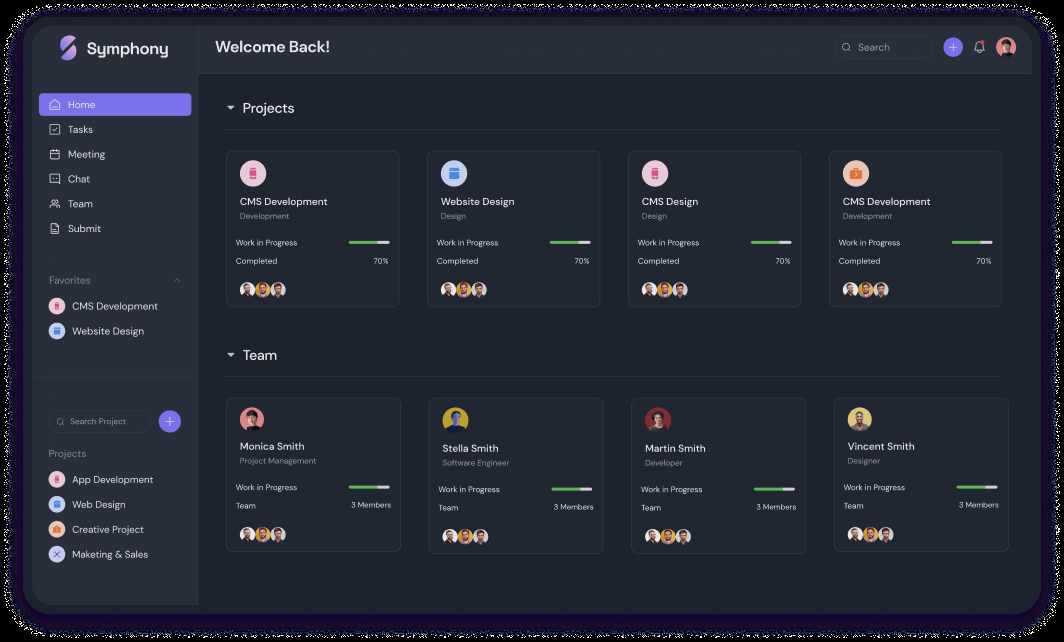 Symphony
Welcome Back!
Search
Home
Tasks
Meeting
Chat
Team
Submit
Favorites
CMS Development
Website Design
Search Project
Projects
App Development
Web Design
Creative Project
Maketing & Sales
Projects
CMS Development
Development
Work in Progress
Completed 70%
Website Design
Design
Work in Progress
Completed 70%
CMS Design
Design
Work in Progress
Completed 70%
CMS Development
Development
Work in Progress
Completed 70%
Team
Monica Smith
Project Management
Work in Progress
Team 3 Members
Stella Smith
Software Engineer
Work in Progress
Team 3 Members
Martin Smith
Developer
Work in Progress
Team 3 Members
Vincent Smith
Designer
Work in Progress
Team 3 Members